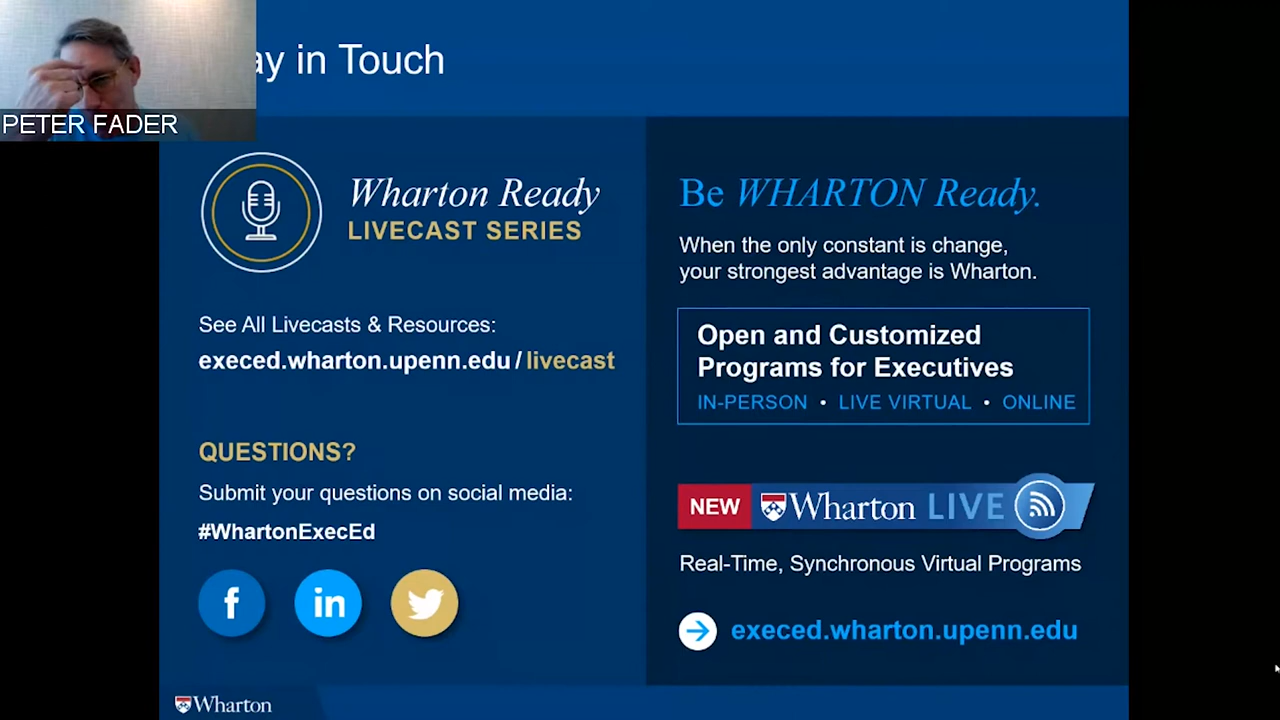 ay in Touch
PETER FADER
Wharton Ready
LIVECAST SERIES
See All Livecasts & Resources:
execed.wharton.upenn.edu/livecast
QUESTIONS?
Submit your questions on social media:
#WhartonExecEd
f in
Wharton
Be WHARTON Ready.
When the only constant is change,
your strongest advantage is Wharton.
Open and Customized
Programs for Executives
IN-PERSON • LIVE VIRTUAL • ONLINE
NEW Wharton LIVE
Real-Time, Synchronous Virtual Programs
execed.wharton.upenn.edu